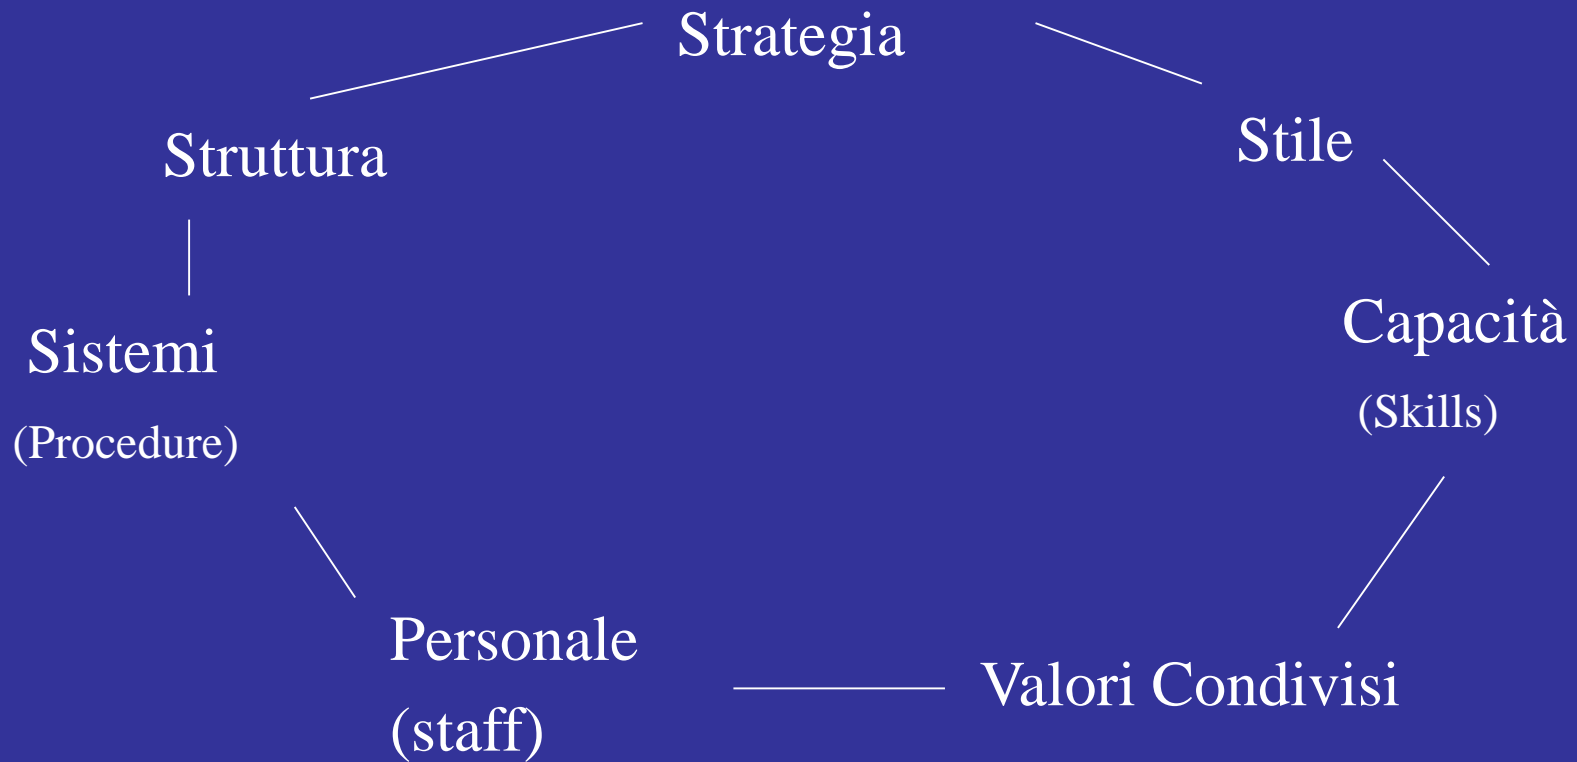 Strategia
Stile
Struttura
Capacità
Sistemi
(Skills)
(Procedure)
Personale
Valori Condivisi
(staff)